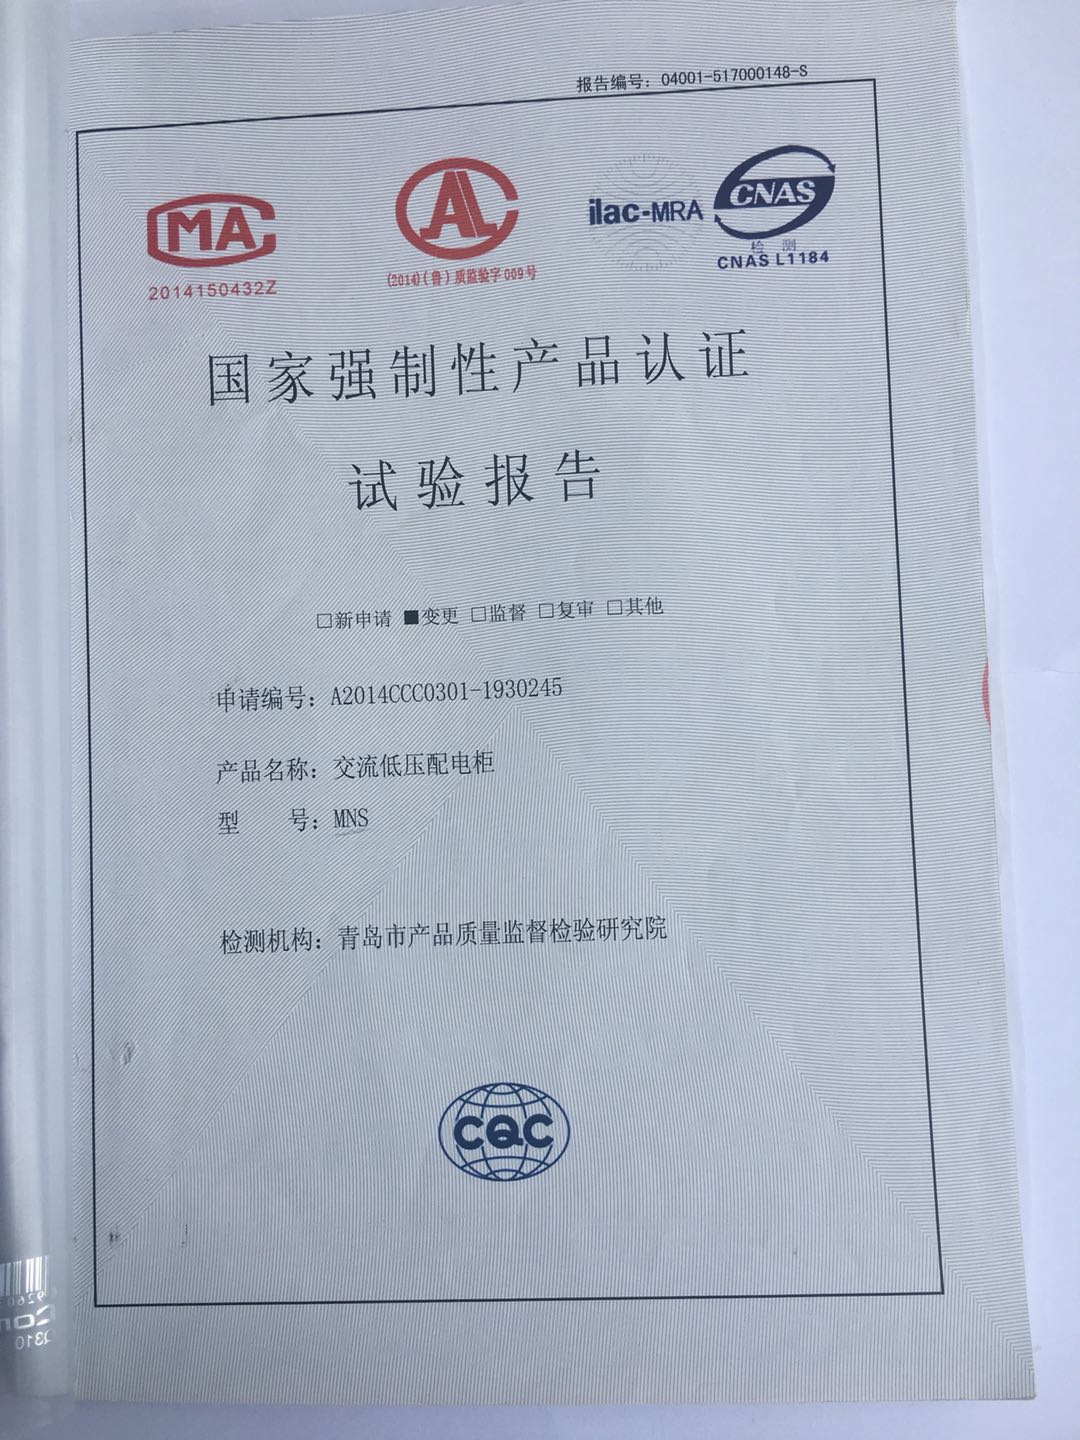 报告编号：04001-517000148-S
MA
2014150432Z
AL
(2014)(鲁)质监验字009号
ilac-MRA
CNAS
检 测
CNAS L1184
国家强制性产品认证
试验报告
□新申请 ■变更 □监督 □复审 □其他
申请编号：A2014CCC0301-1930245
产品名称：交流低压配电柜
型 号：MNS
检测机构：青岛市产品质量监督检验研究院
CQC